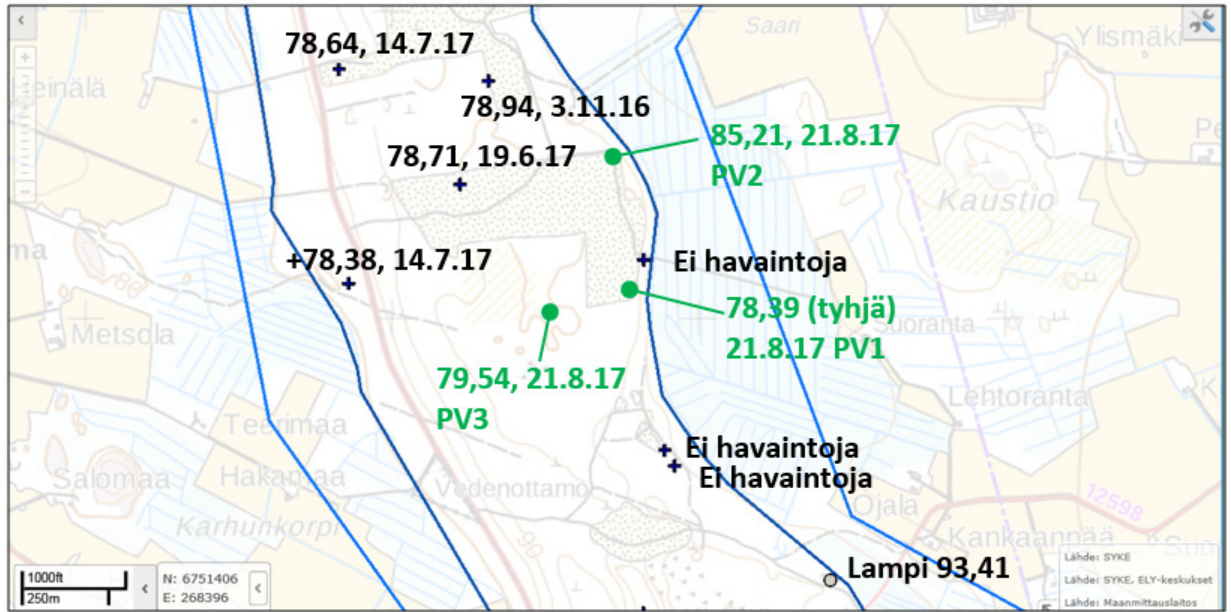 Saari
Ylismäki
78,64, 14.7.17
einälä
78,94, 3.11.16
85,21, 21.8.17
PV2
78,71, 19.6.17
Kaustio
ma
+78,38, 14.7.17
Ei havaintoja
78,39 (tyhjä)
21.8.17 PV1
Suoranta
Metsola
79,54, 21.8.17
PV3
Lehtoranta
K
Teerimaa
Ei havaintoja
Ei havaintoja
Salomaa
Hakamaa
Vedenottamo
Ojala
12598
Karhunkorpi
Kankaanpää
Suo
Lampi 93,41
1000ft
250m
N: 6751406
E: 268396
Lähde: SYKE
Lähde: SYKE, ELY-keskukset
Lähde: Maanmittauslaitos